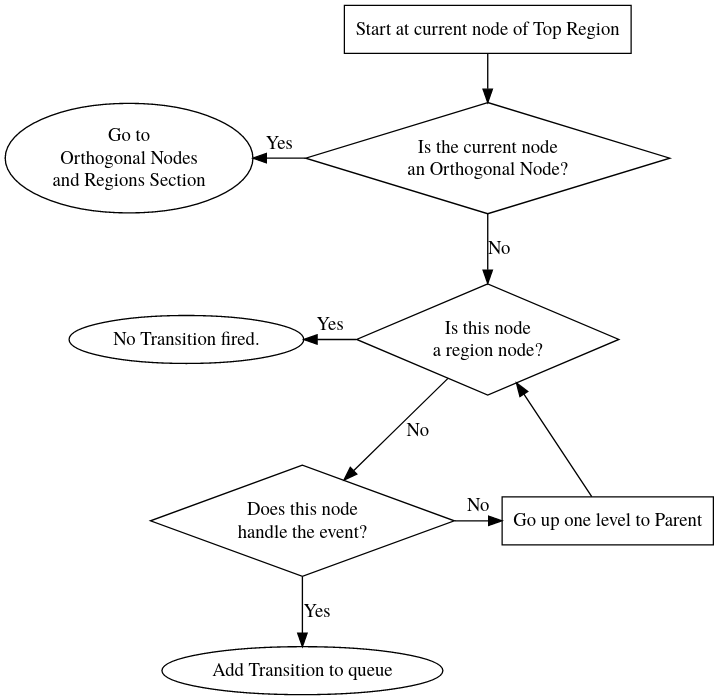 Start at current node of Top Region
Is the current node
an Orthogonal Node?
Yes
Go to
Orthogonal Nodes
and Regions Section
No
Is this node
a region node?
Yes
No Transition fired.
No
Does this node
handle the event?
No
Go up one level to Parent
Yes
Add Transition to queue